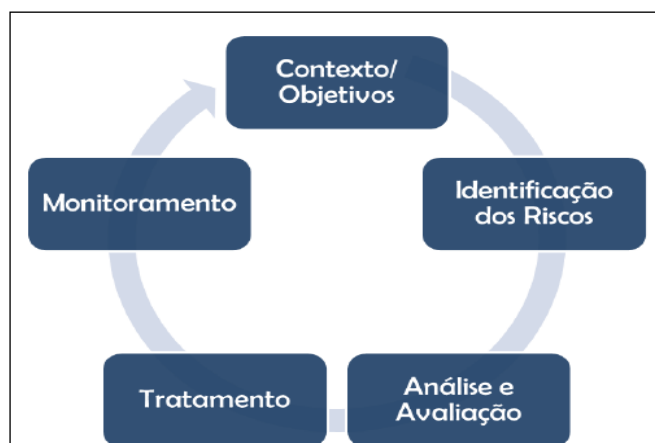 Contexto/
Objetivos
Identificação
dos Riscos
Análise e
Avaliação
Tratamento
Monitoramento